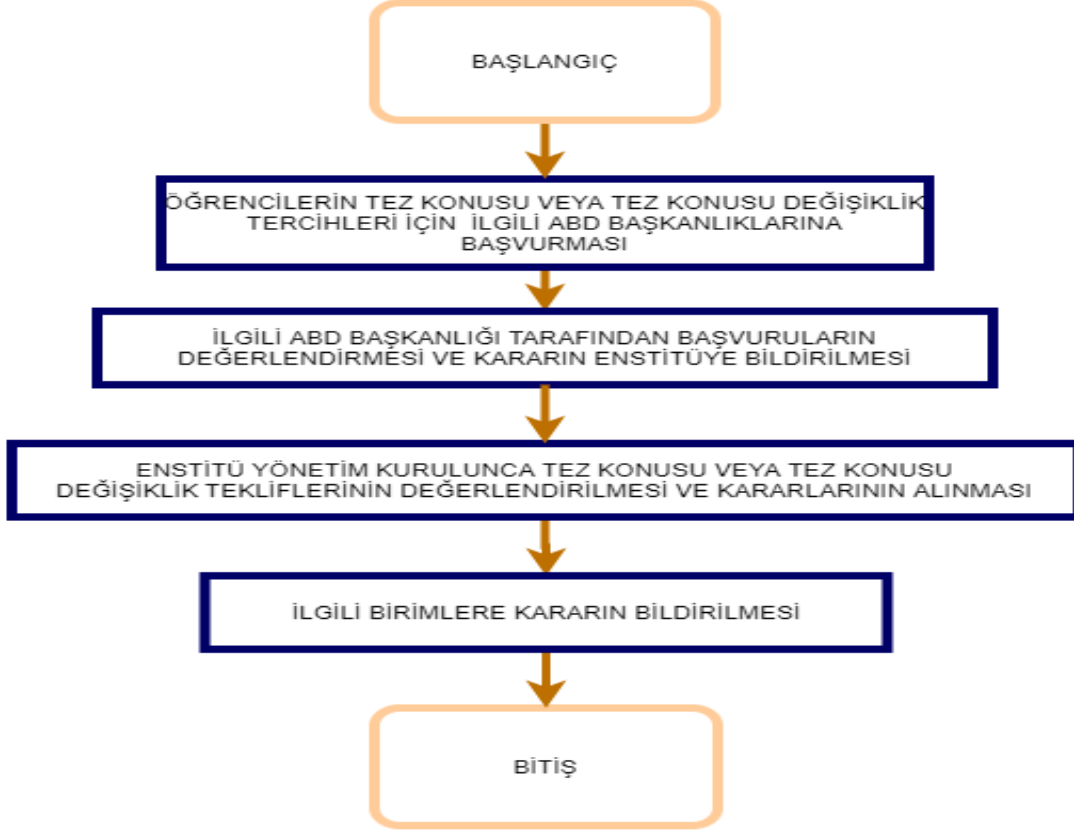 BAŞLANGIÇ
ÖĞRENCİLERİN TEZ KONUSU VEYA TEZ KONUSU DEĞİŞİKLİK
TERCİHLERİ İÇİN İLGİLİ ABD BAŞKANLIKLARINA
BAŞVURMASI
İLGİLİ ABD BAŞKANLIĞI TARAFINDAN BAŞVURULARIN
DEĞERLENDİRMESİ VE KARARIN ENSTİTÜYE BİLDİRİLMESİ
ENSTİTÜ YÖNETİM KURULUNCA TEZ KONUSU VEYA TEZ KONUSU
DEĞİŞİKLİK TEKLİFLERİNİN DEĞERLENDİRİLMESİ VE KARARLARININ ALINMASI
İLGİLİ BİRİMLERE KARARIN BİLDİRİLMESİ
BİTİŞ